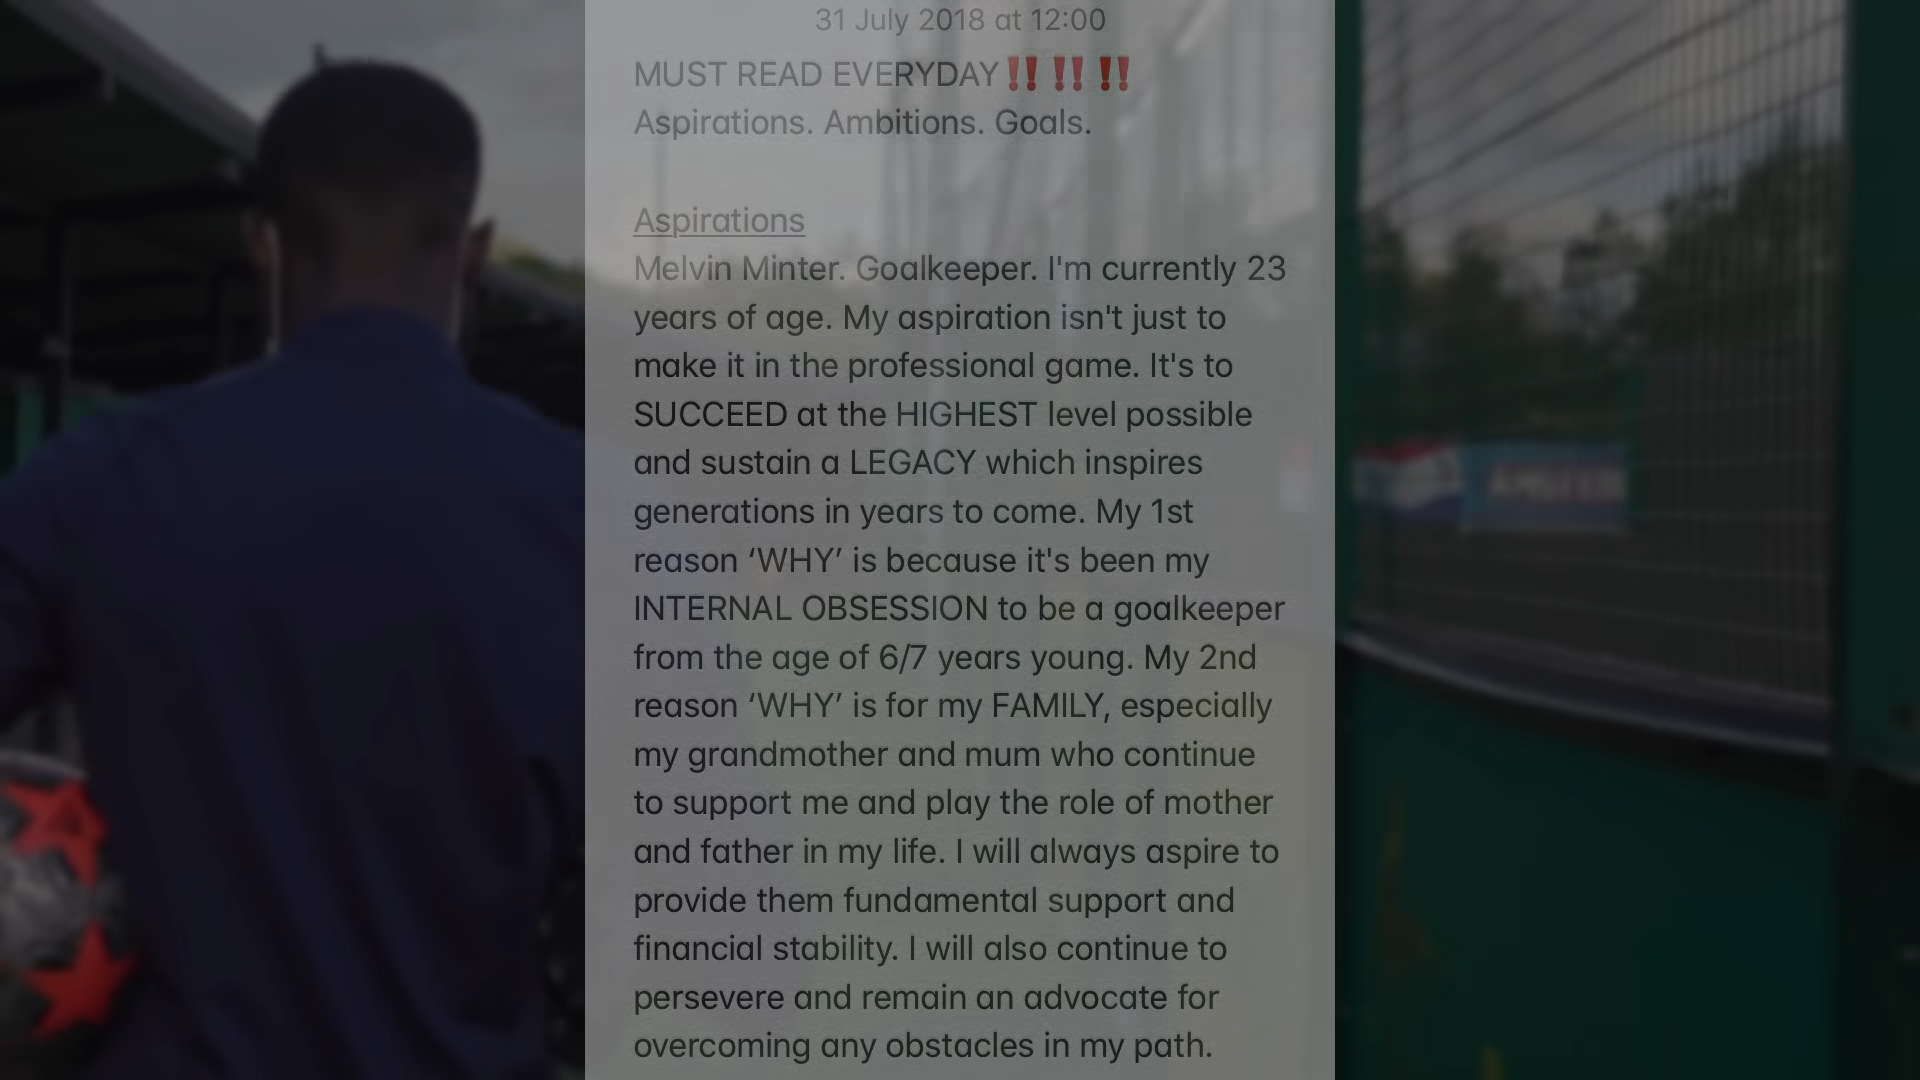 31 July 2018 at 12:00
MUST READ EVERYDAY‼️‼️‼️
Aspirations. Ambitions. Goals.
Aspirations
Melvin Minter. Goalkeeper. I'm currently 23
years of age. My aspiration isn't just to
make it in the professional game. It's to
SUCCEED at the HIGHEST level possible
and sustain a LEGACY which inspires
generations in years to come. My 1st
reason ‘WHY’ is because it's been my
INTERNAL OBSESSION to be a goalkeeper
from the age of 6/7 years young. My 2nd
reason ‘WHY’ is for my FAMILY, especially
my grandmother and mum who continue
to support me and play the role of mother
and father in my life. I will always aspire to
provide them fundamental support and
financial stability. I will also continue to
persevere and remain an advocate for
overcoming any obstacles in my path.